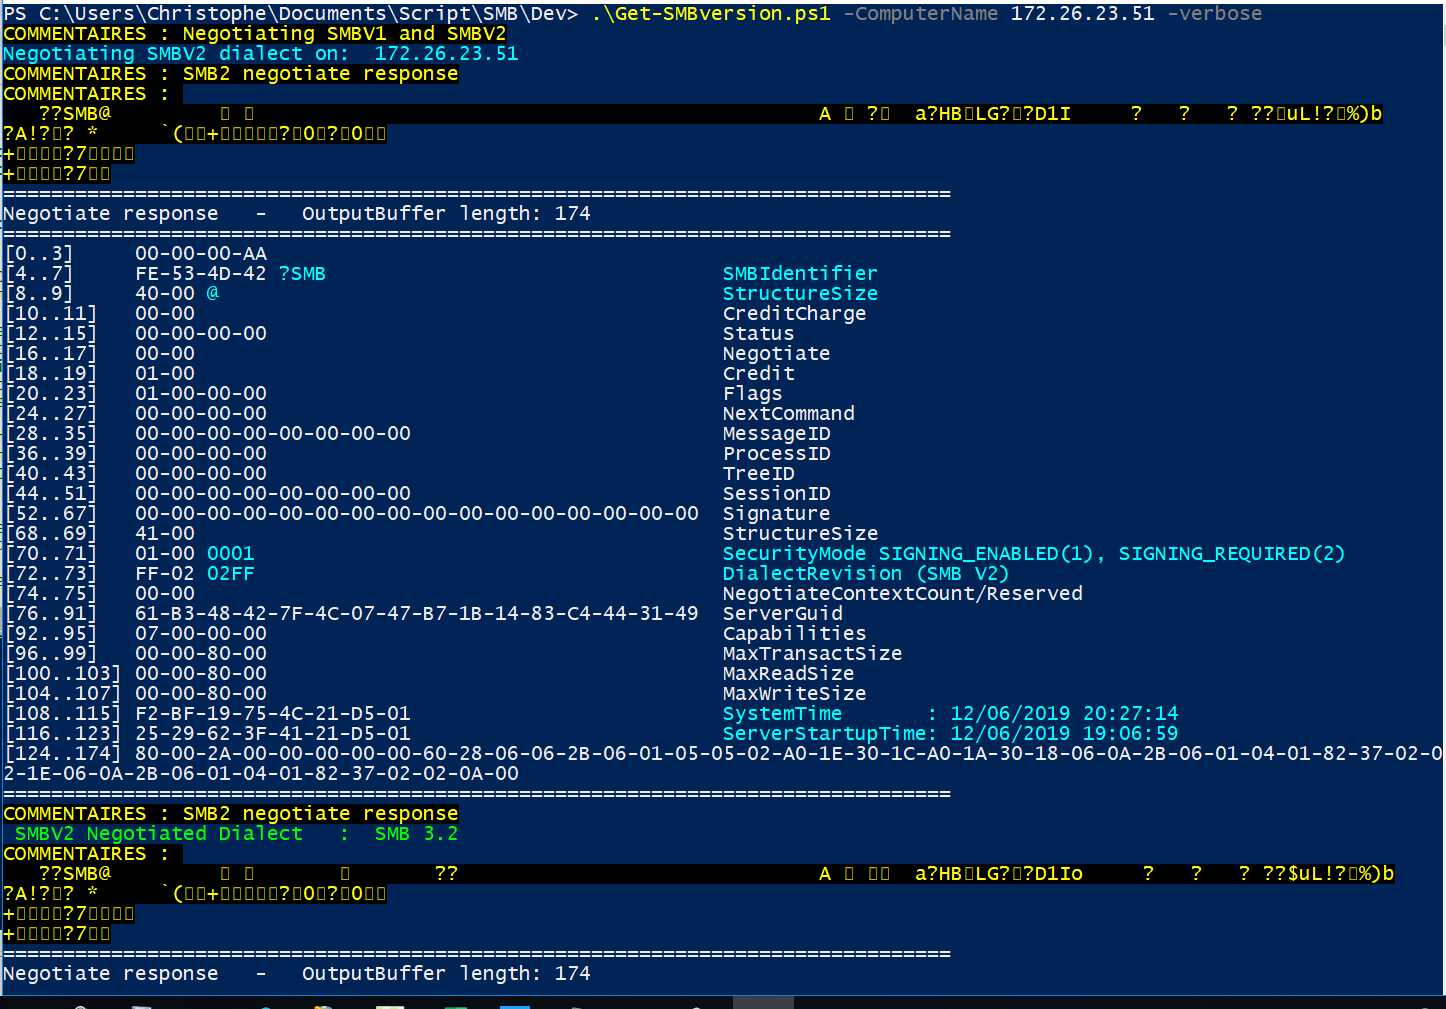 PS C:\Users\Christophe\Documents\Script\SMB\Dev> .\Get-SMBversion.ps1 -ComputerName 172.26.23.51 -verbose
COMMENTAIRES : Negotiating SMBV1 and SMBV2
Negotiating SMBV2 dialect on:  172.26.23.51
COMMENTAIRES : SMB2 negotiate response
COMMENTAIRES :
??SMB@ ▯ ▯ A ▯ ?▯ a?HB▯LG?▯?D1I ? ? ? ??▯uL!?▯%)b
?A!?▯? * `(▯▯+▯▯▯▯▯?▯0▯?▯0▯▯
+▯▯▯▯?7▯▯▯▯
+▯▯▯▯?7▯▯
===============================================================================
Negotiate response   -   OutputBuffer length: 174
===============================================================================
[0..3]     00-00-00-AA
[4..7]     FE-53-4D-42 ?SMB     SMBIdentifier
[8..9]     40-00 @     StructureSize
[10..11]   00-00     CreditCharge
[12..15]   00-00-00-00     Status
[16..17]   00-00     Negotiate
[18..19]   01-00     Credit
[20..23]   01-00-00-00     Flags
[24..27]   00-00-00-00     NextCommand
[28..35]   00-00-00-00-00-00-00-00     MessageID
[36..39]   00-00-00-00     ProcessID
[40..43]   00-00-00-00     TreeID
[44..51]   00-00-00-00-00-00-00-00     SessionID
[52..67]   00-00-00-00-00-00-00-00-00-00-00-00-00-00-00-00  Signature
[68..69]   41-00     StructureSize
[70..71]   01-00 0001     SecurityMode SIGNING_ENABLED(1), SIGNING_REQUIRED(2)
[72..73]   FF-02 02FF     DialectRevision (SMB V2)
[74..75]   00-00     NegotiateContextCount/Reserved
[76..91]   61-B3-48-42-7F-4C-07-47-B7-1B-14-83-C4-44-31-49  ServerGuid
[92..95]   07-00-00-00     Capabilities
[96..99]   00-00-80-00     MaxTransactSize
[100..103] 00-00-80-00     MaxReadSize
[104..107] 00-00-80-00     MaxWriteSize
[108..115] F2-BF-19-75-4C-21-D5-01     SystemTime       : 12/06/2019 20:27:14
[116..123] 25-29-62-3F-41-21-D5-01     ServerStartupTime: 12/06/2019 19:06:59
[124..174] 80-00-2A-00-00-00-00-00-60-28-06-06-2B-06-01-05-05-02-A0-1E-30-1C-A0-1A-30-18-06-0A-2B-06-01-04-01-82-37-02-0
2-1E-06-0A-2B-06-01-04-01-82-37-02-02-0A-00
===============================================================================
COMMENTAIRES : SMB2 negotiate response
SMBV2 Negotiated Dialect   :  SMB 3.2
COMMENTAIRES :
??SMB@ ▯ ▯ ▯ ?? A ▯ ▯▯ a?HB▯LG?▯?D1Io ? ? ? ??$uL!?▯%)b
?A!?▯? * `(▯▯+▯▯▯▯▯?▯0▯?▯0▯▯
+▯▯▯▯?7▯▯▯▯
+▯▯▯▯?7▯▯
===============================================================================
Negotiate response   -   OutputBuffer length: 174